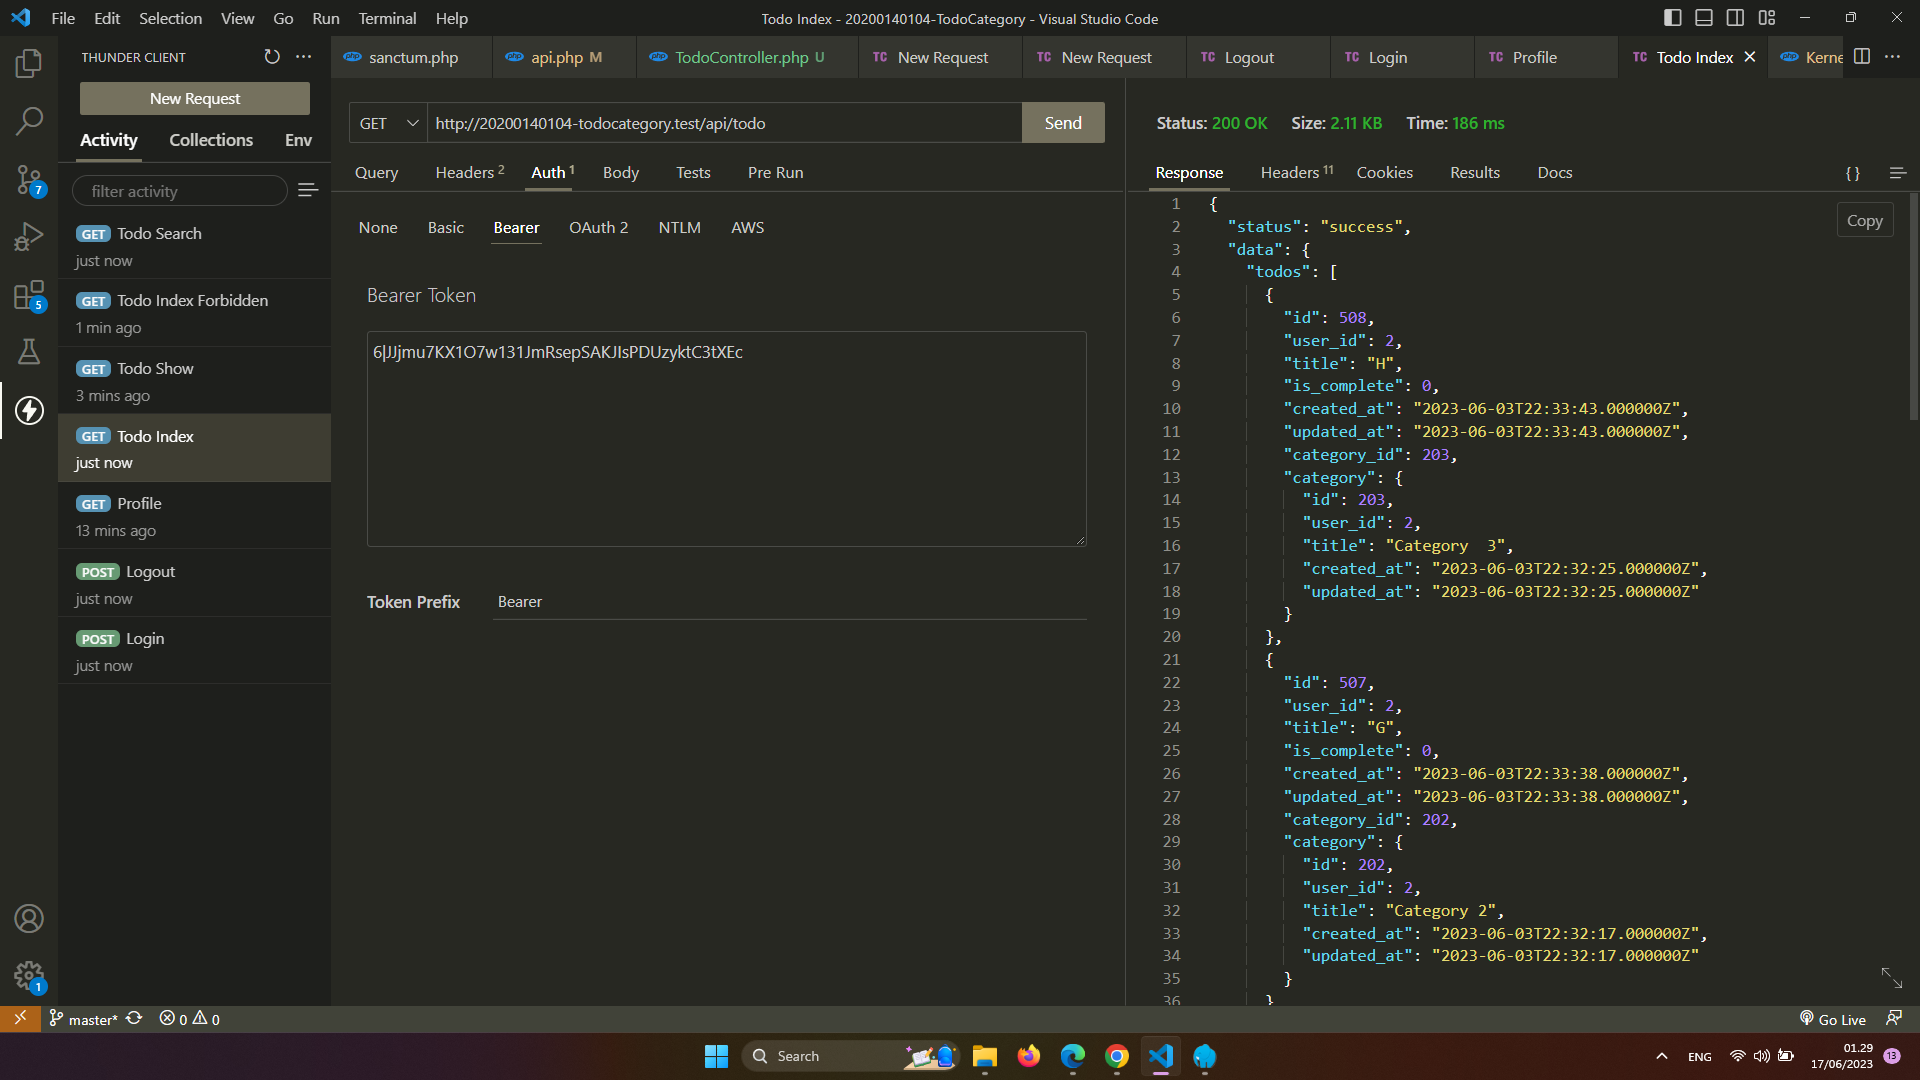 File Edit Selection View Go Run Terminal Help
Todo Index - 20200140104-TodoCategory - Visual Studio Code
THUNDER CLIENT
New Request
Activity Collections Env
filter activity
GET Todo Search
just now
GET Todo Index Forbidden
1 min ago
GET Todo Show
3 mins ago
GET Todo Index
just now
GET Profile
13 mins ago
POST Logout
just now
POST Login
just now
7
5
1
sanctum.php
api.php M
TodoController.php U
TC New Request
TC New Request
TC Logout
TC Login
TC Profile
TC Todo Index
Kerne
GET http://20200140104-todocategory.test/api/todo Send
Query Headers 2 Auth 1 Body Tests Pre Run
None Basic Bearer OAuth 2 NTLM AWS
Bearer Token
6|JJjmu7KX1O7w131JmRsepSAKJIsPDUzyktC3tXEc
Token Prefix Bearer
Status: 200 OK Size: 2.11 KB Time: 186 ms
Response Headers 11 Cookies Results Docs {}
Copy
1 {
2 "status": "success",
3 "data": {
4 "todos": [
5 {
6 "id": 508,
7 "user_id": 2,
8 "title": "H",
9 "is_complete": 0,
10 "created_at": "2023-06-03T22:33:43.000000Z",
11 "updated_at": "2023-06-03T22:33:43.000000Z",
12 "category_id": 203,
13 "category": {
14 "id": 203,
15 "user_id": 2,
16 "title": "Category  3",
17 "created_at": "2023-06-03T22:32:25.000000Z",
18 "updated_at": "2023-06-03T22:32:25.000000Z"
19 }
20 },
21 {
22 "id": 507,
23 "user_id": 2,
24 "title": "G",
25 "is_complete": 0,
26 "created_at": "2023-06-03T22:33:38.000000Z",
27 "updated_at": "2023-06-03T22:33:38.000000Z",
28 "category_id": 202,
29 "category": {
30 "id": 202,
31 "user_id": 2,
32 "title": "Category 2",
33 "created_at": "2023-06-03T22:32:17.000000Z",
34 "updated_at": "2023-06-03T22:32:17.000000Z"
35 }
36 }
master* 0 0 Go Live
Search
ENG
01.29
17/06/2023
13